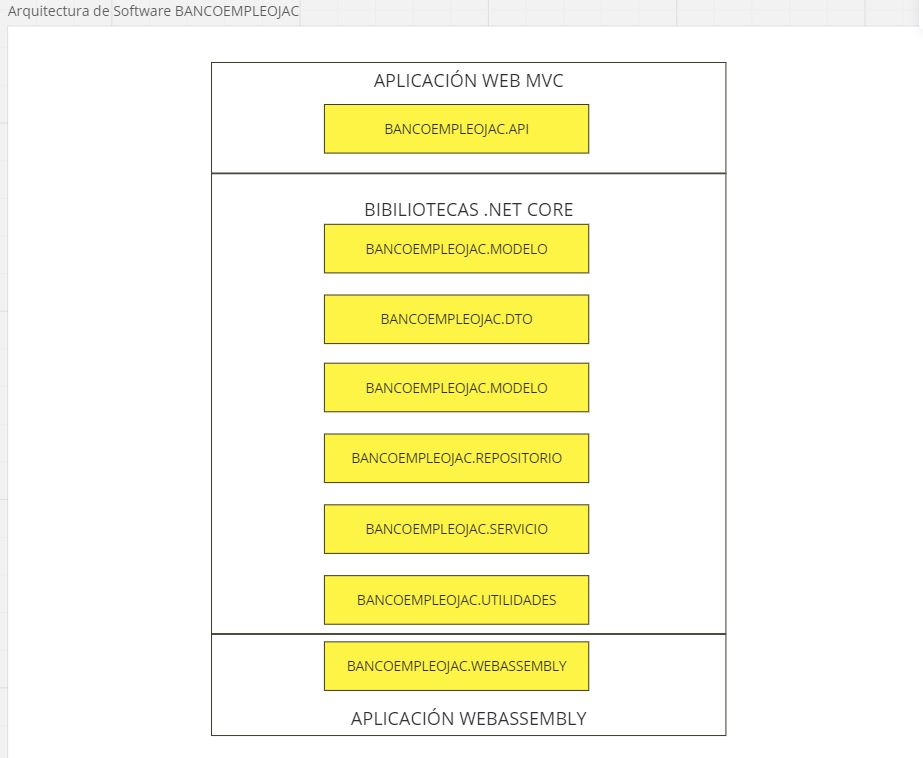 Arquitectura de Software BANCOEMPLEOJAC
APLICACIÓN WEB MVC
BANCOEMPLEOJAC.API
BIBILIOTECAS .NET CORE
BANCOEMPLEOJAC.MODELO
BANCOEMPLEOJAC.DTO
BANCOEMPLEOJAC.MODELO
BANCOEMPLEOJAC.REPOSITORIO
BANCOEMPLEOJAC.SERVICIO
BANCOEMPLEOJAC.UTILIDADES
BANCOEMPLEOJAC.WEBASSEMBLY
APLICACIÓN WEBASSEMBLY